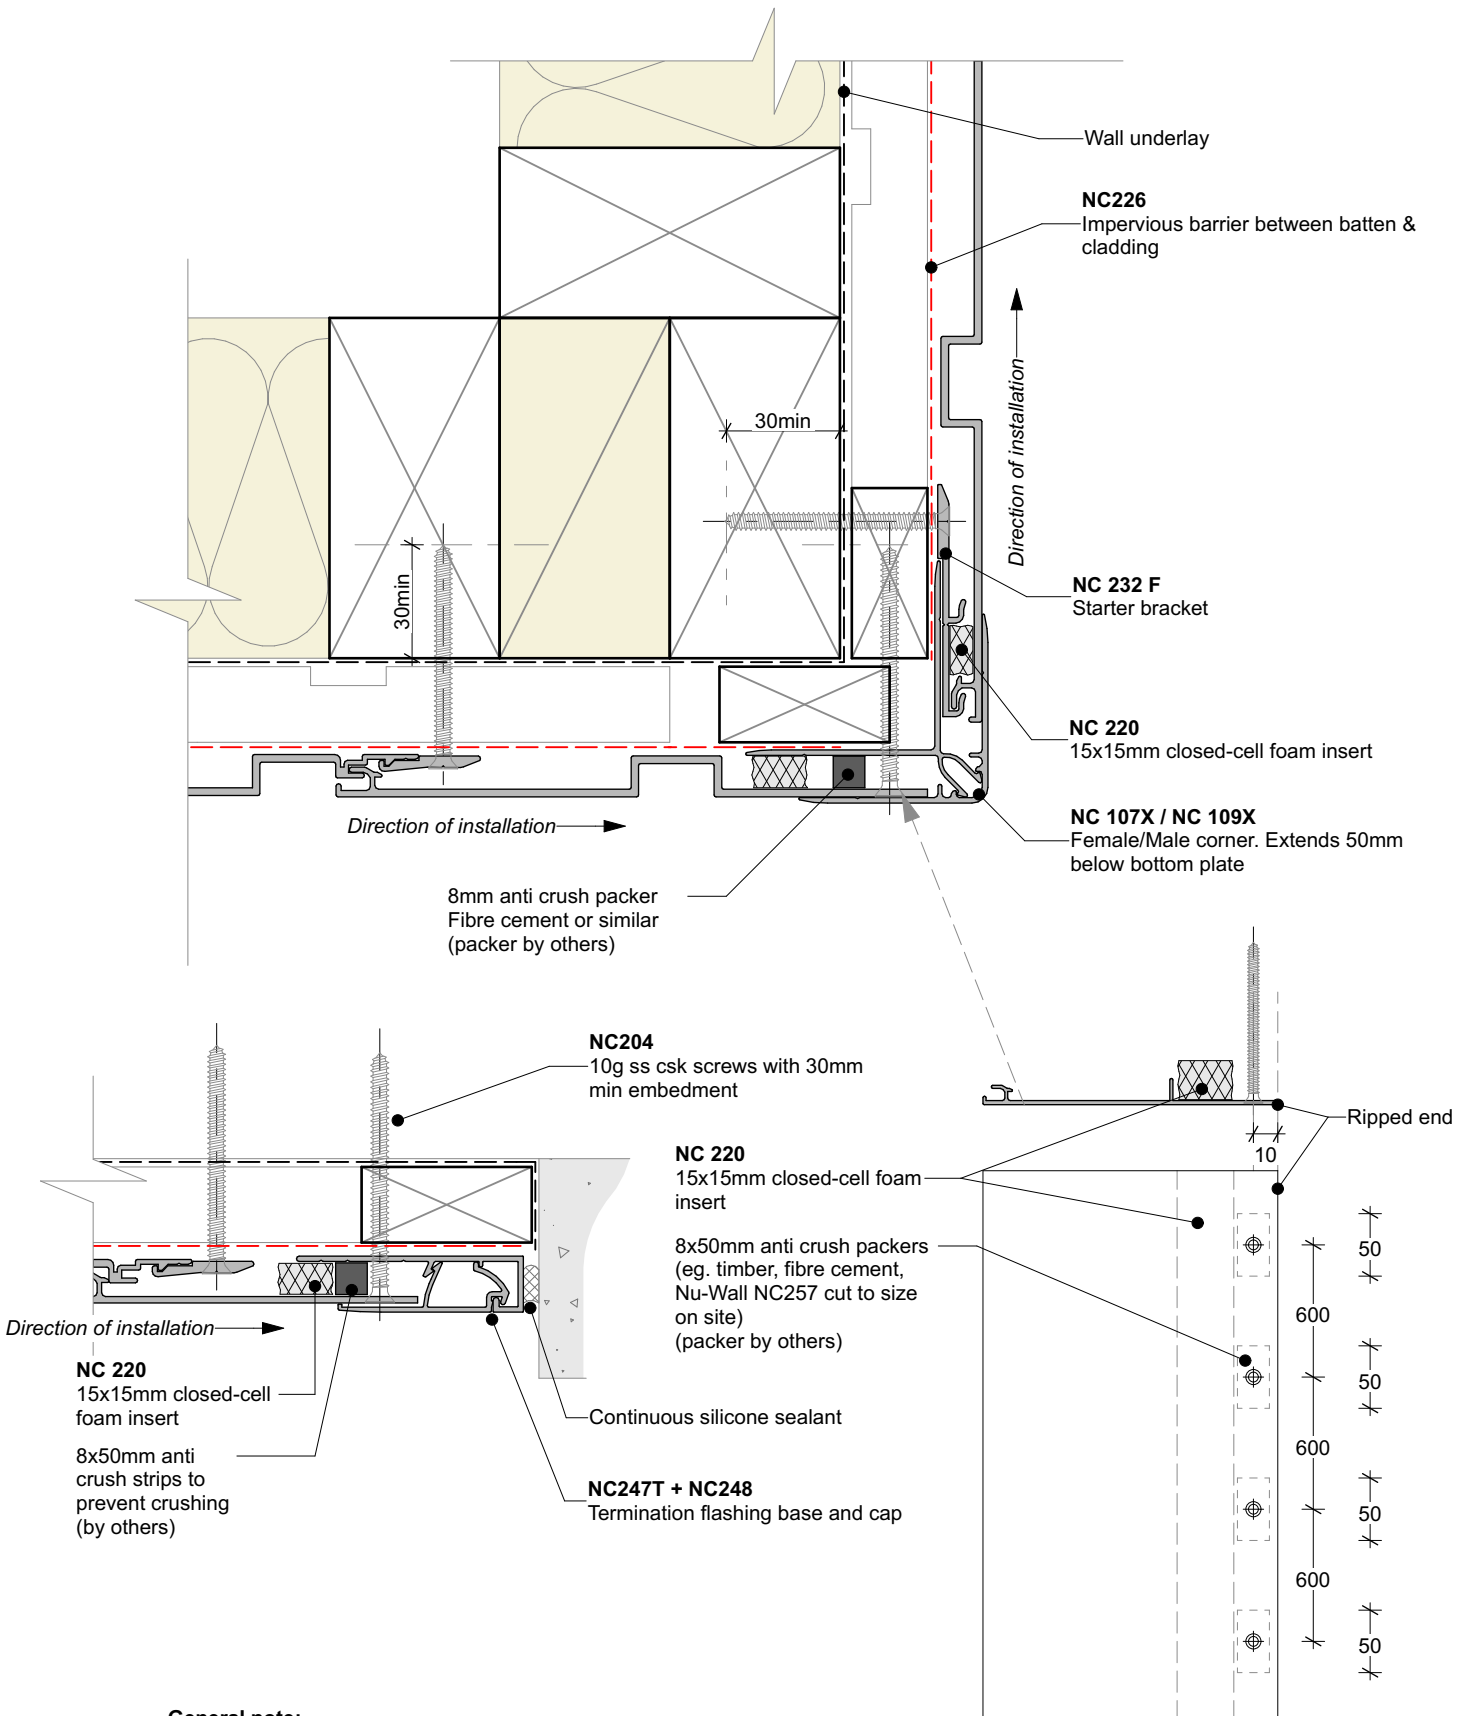 Wall underlay
NC226
Impervious barrier between batten &
cladding
Direction of installation
30min
30min
NC 232 F
Starter bracket
NC 220
15x15mm closed-cell foam insert
NC 107X / NC 109X
Female/Male corner. Extends 50mm
below bottom plate
Direction of installation
8mm anti crush packer
Fibre cement or similar
(packer by others)
NC204
10g ss csk screws with 30mm
min embedment
Ripped end
10
NC 220
15x15mm closed-cell foam
insert
8x50mm anti crush packers
(eg. timber, fibre cement,
Nu-Wall NC257 cut to size
on site)
(packer by others)
50
600
50
600
50
600
50
Direction of installation
NC 220
15x15mm closed-cell
foam insert
8x50mm anti
crush strips to
prevent crushing
(by others)
Continuous silicone sealant
NC247T + NC248
Termination flashing base and cap
General note: